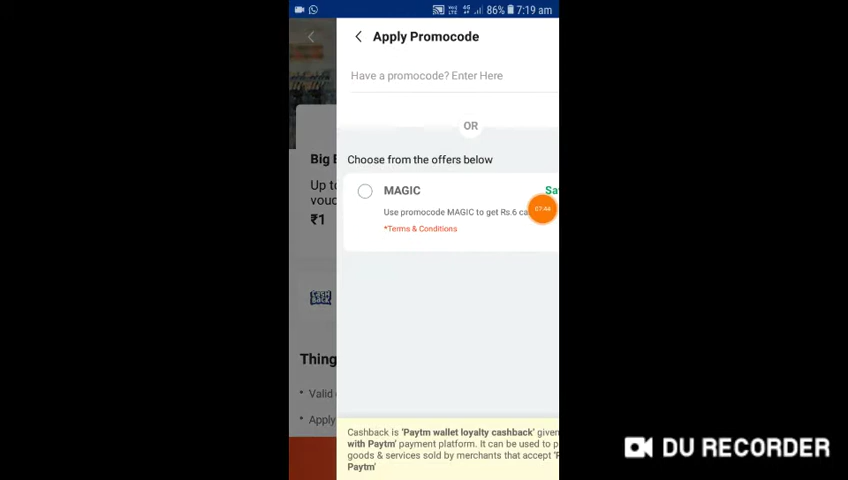 86% 7:19 am
Apply Promocode
Have a promocode? Enter Here
OR
Choose from the offers below
MAGIC
Sa
Use promocode MAGIC to get Rs.6 ca
07:44
*Terms & Conditions
Big
Up to
vouc
₹1
CASH
BACK
Thing
• Valid
• Apply
Cashback is 'Paytm wallet loyalty cashback' given
with Paytm' payment platform. It can be used to p
goods & services sold by merchants that accept
Paytm'
DU RECORDER